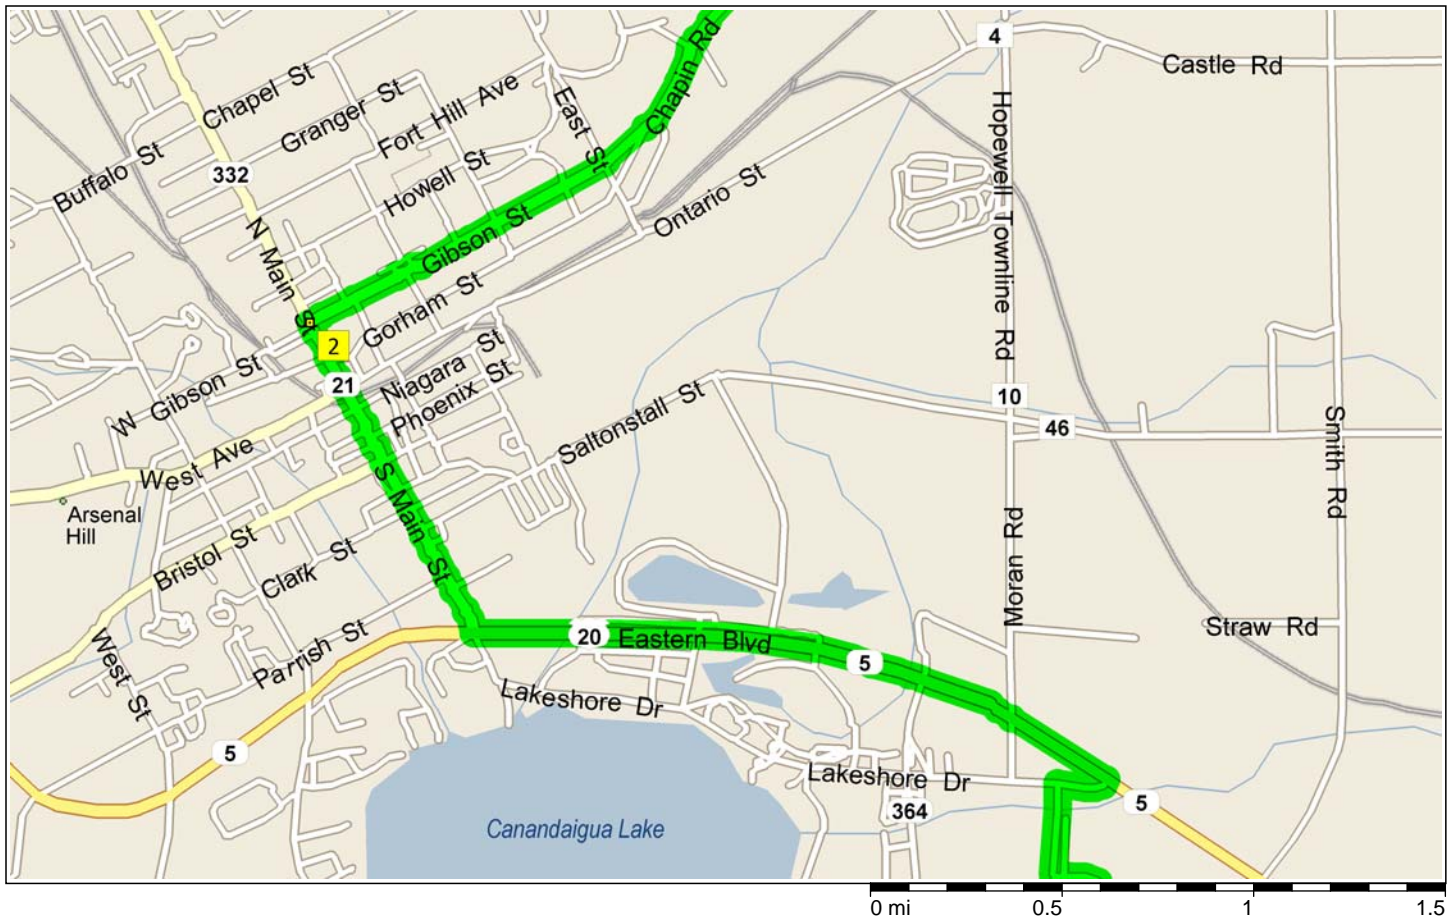 Chapin Rd
4
Castle Rd
Chapel St
Granger St
Fort Hill Ave
East St
Hopewell Townline Rd
Buffalo St
332
Howell St
Ontario St
N Main St
Gibson St
Gorham St
2
21
Niagara St
Phoenix St
W Gibson St
10
46
Saltonstall St
Smith Rd
West Ave
S Main St
Arsenal
Hill
Bristol St
Clark St
Moran Rd
Parrish St
West St
20
Eastern Blvd
5
Straw Rd
Lakeshore Dr
5
Lakeshore Dr
364
5
Canandaigua Lake
0 mi
0.5
1
1.5